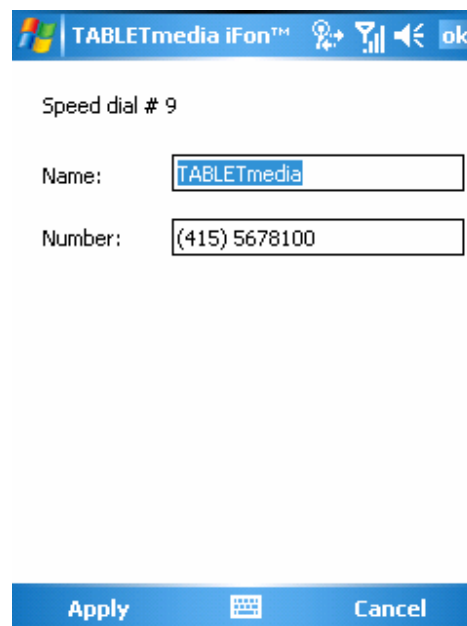 TABLETmedia iFon™ ok
Speed dial # 9
Name: TABLETmedia
Number: (415) 5678100
Apply Cancel